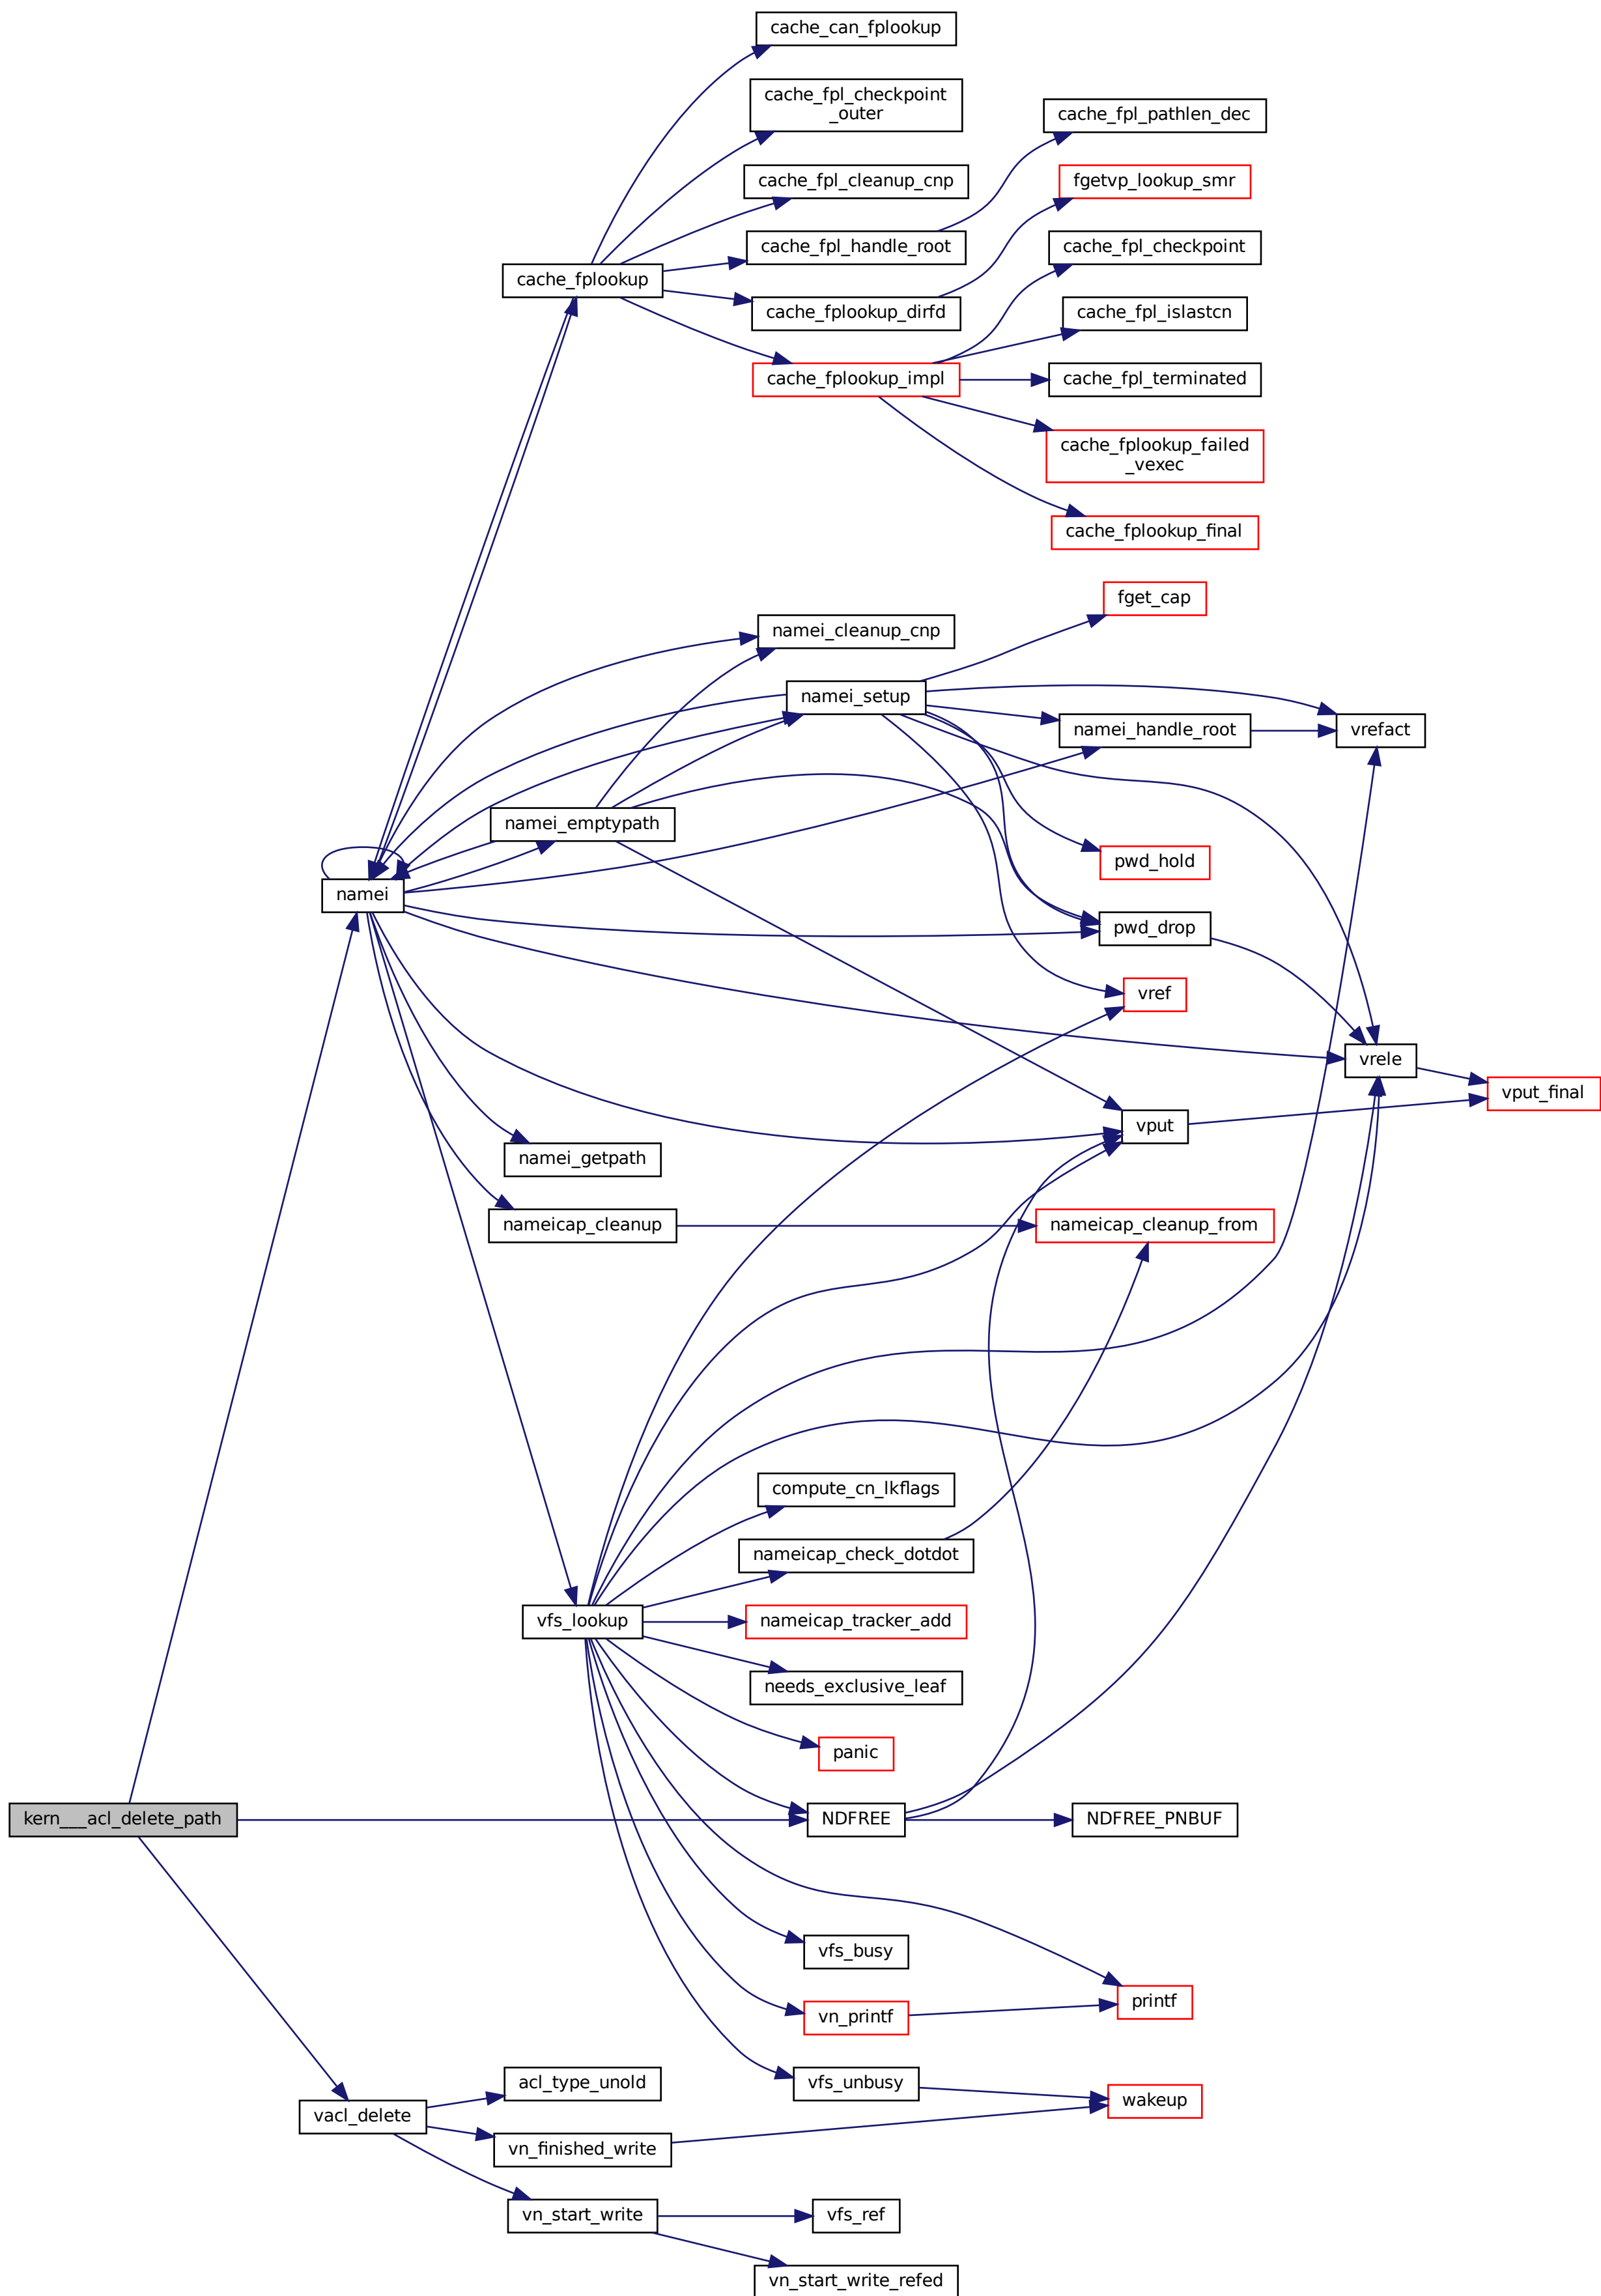 cache_can_fplookup
cache_fpl_checkpoint
_outer
cache_fpl_pathlen_dec
cache_fpl_cleanup_cnp
fgetvp_lookup_smr
cache_fpl_handle_root
cache_fpl_checkpoint
cache_fplookup
cache_fplookup_dirfd
cache_fpl_islastcn
cache_fplookup_impl
cache_fpl_terminated
cache_fplookup_failed
_vexec
cache_fplookup_final
fget_cap
namei_cleanup_cnp
namei_setup
namei_handle_root
vrefact
namei_emptypath
pwd_hold
namei
pwd_drop
vref
vrele
vput_final
vput
namei_getpath
nameicap_cleanup
nameicap_cleanup_from
compute_cn_lkflags
nameicap_check_dotdot
vfs_lookup
nameicap_tracker_add
needs_exclusive_leaf
panic
kern___acl_delete_path
NDFREE
NDFREE_PNBUF
vfs_busy
printf
vn_printf
acl_type_unold
vfs_unbusy
wakeup
vacl_delete
vn_finished_write
vn_start_write
vfs_ref
vn_start_write_refed